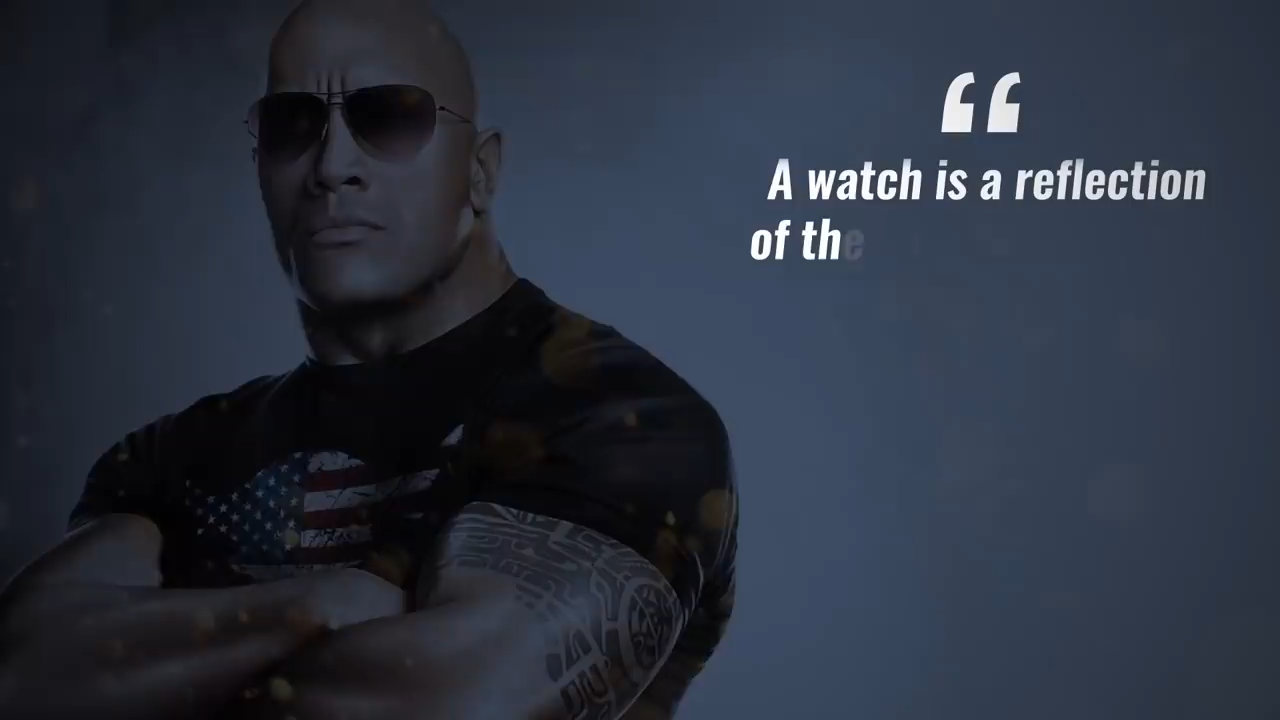 “
A watch is a reflection
of the